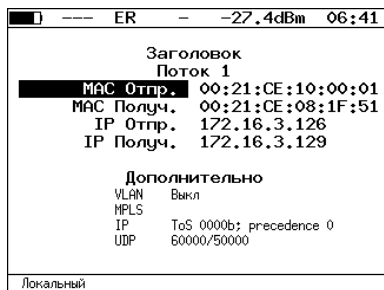 --- ER - -27.4dBm 06:41
Заголовок
Поток 1
MAC Отпр. 00:21:CE:10:00:01
MAC Получ. 00:21:CE:08:1F:51
IP Отпр. 172.16.3.126
IP Получ. 172.16.3.129
Дополнительно
VLAN Выкл
MPLS
IP ToS 0000b; precedence 0
UDP 60000/50000
Локальный